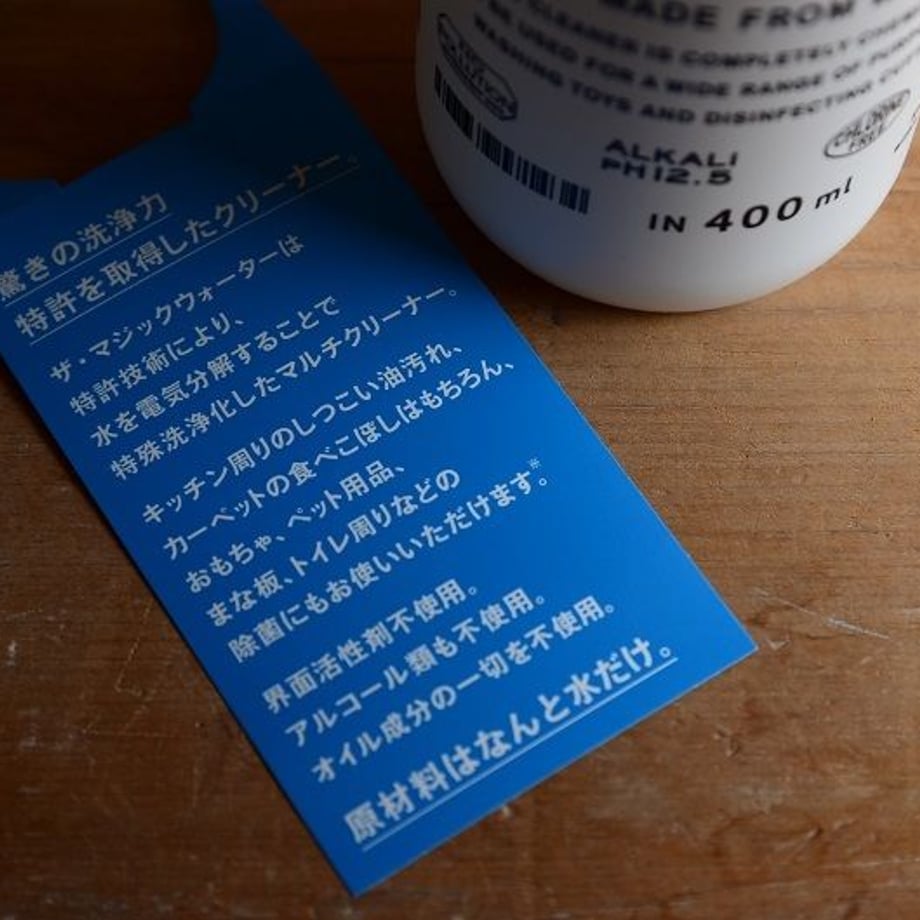 驚きの洗浄力
特許を取得したクリーナー。
ザ・マジックウォーターは
特許技術により、
水を電気分解することで
特殊洗浄化したマルチクリーナー。
キッチン周りのしつこい油汚れ、
カーペットの食べこぼしはもちろん、
おもちゃ、ペット用品、
まな板、トイレ周りなどの
除菌にもお使いいただけます※。
界面活性剤不使用。
アルコール類も不使用。
オイル成分の一切を不使用。
原材料はなんと水だけ。
MADE FROM
CLEANER IS COMPLETELY
BE USED FOR A WIDE RANGE OF
WASHING TOYS AND DISINFECTING
CHLORINE
FREE
ALKALI
PH12.5
IN 400 ml